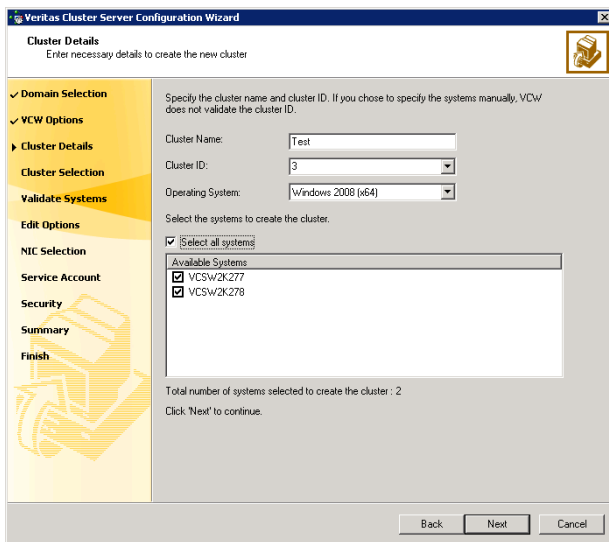 Veritas Cluster Server Configuration Wizard
Cluster Details
Enter necessary details to create the new cluster
Domain Selection
VCW Options
Cluster Details
Cluster Selection
Validate Systems
Edit Options
NIC Selection
Service Account
Security
Summary
Finish
Specify the cluster name and cluster ID. If you chose to specify the systems manually, VCW
does not validate the cluster ID.
Cluster Name:
Test
Cluster ID:
3
Operating System:
Windows 2008 (x64)
Select the systems to create the cluster.
Select all systems
Available Systems
VCSW2K277
VCSW2K278
Total number of systems selected to create the cluster : 2
Click 'Next' to continue.
Back
Next
Cancel